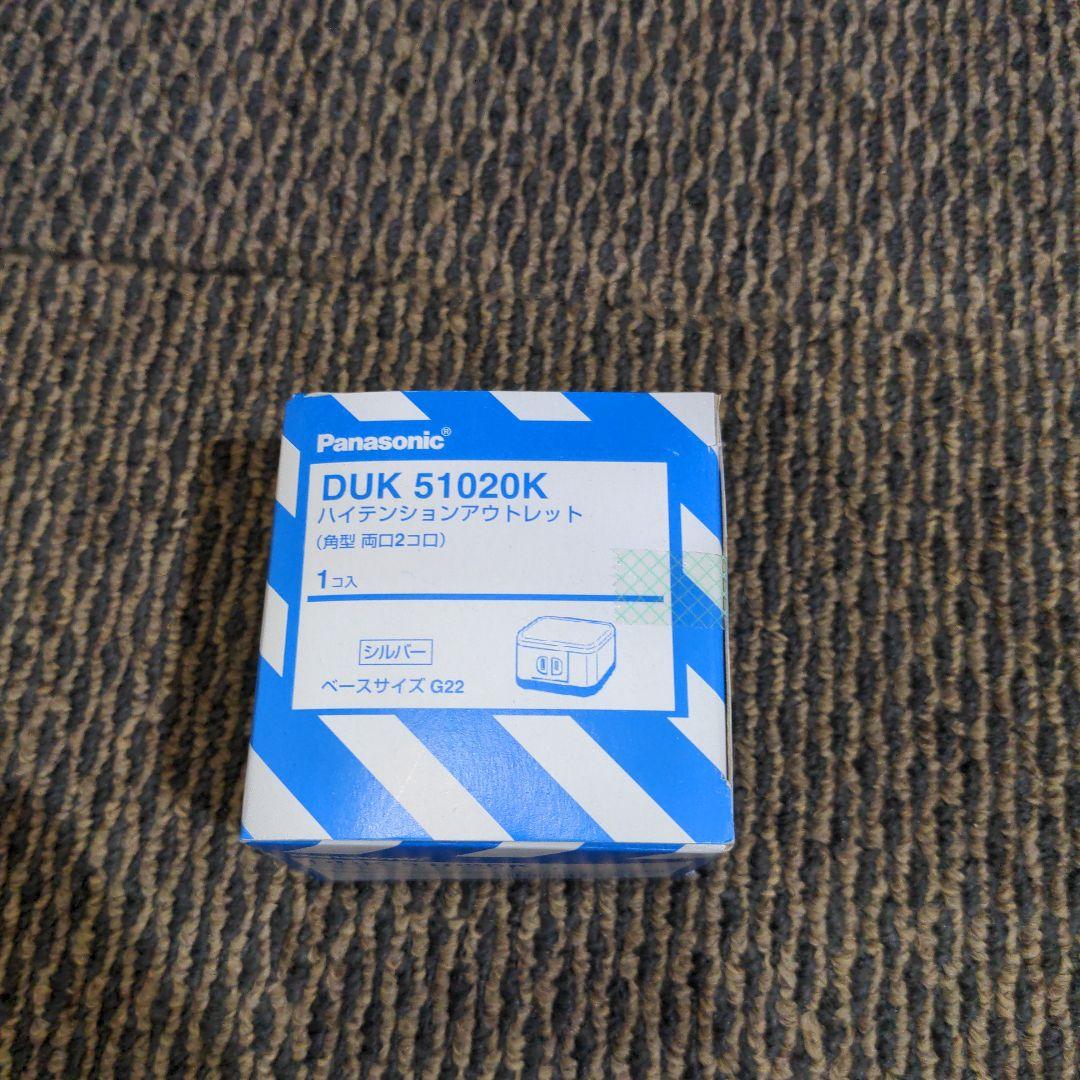 Panasonic®
DUK 51020K
ハイテンションアウトレット
（角型 両口2コ口）
1コ入
シルバー
ベースサイズ G22